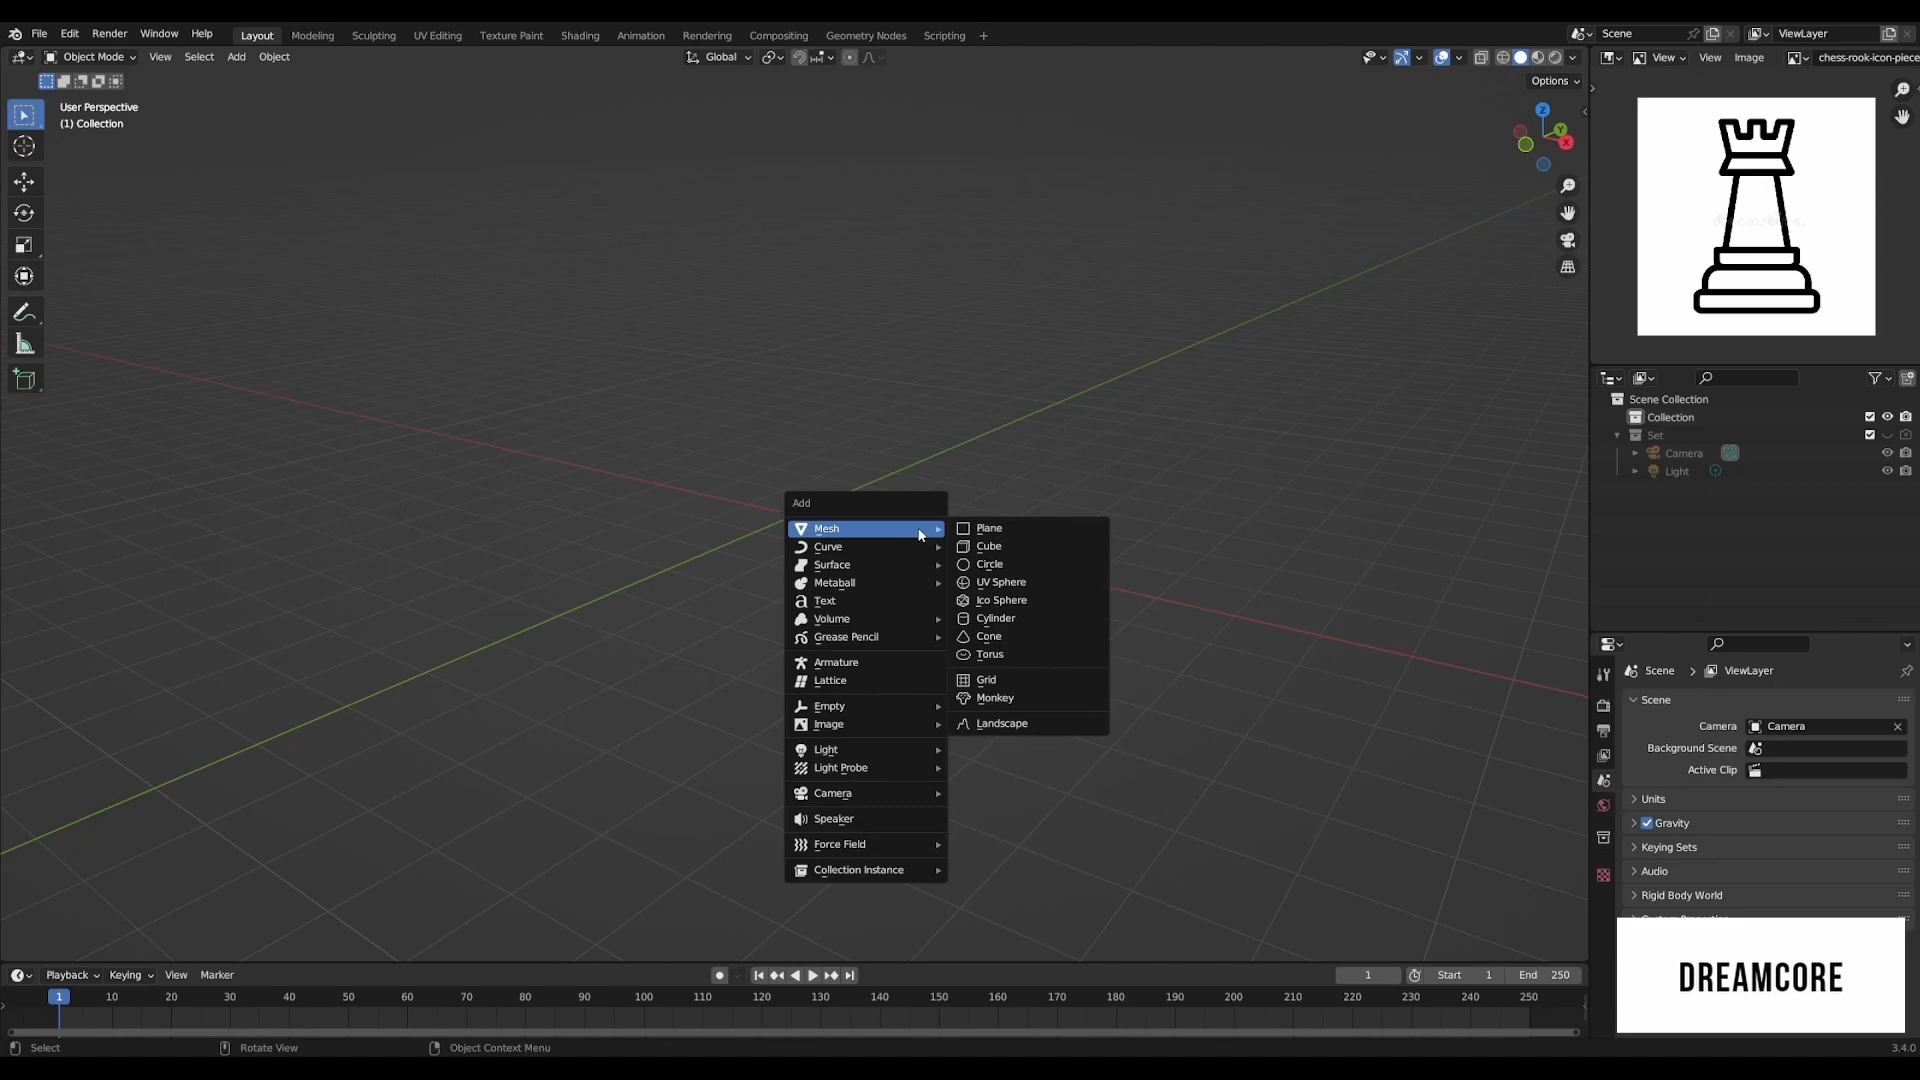 File Edit Render Window Help Layout Modeling Sculpting UV Editing Texture Paint Shading Animation Rendering Compositing Geometry Nodes Scripting + Scene ViewLayer
Object Mode View Select Add Object Global View View Image chess-rook-icon-piece
Options
User Perspective
(1) Collection
Z
Y
X
Scene Collection
Collection
Set
Camera
Light
Add
Mesh
Curve
Surface
Metaball
Text
Volume
Grease Pencil
Armature
Lattice
Empty
Image
Light
Light Probe
Camera
Speaker
Force Field
Collection Instance
Plane
Cube
Circle
UV Sphere
Ico Sphere
Cylinder
Cone
Torus
Grid
Monkey
Landscape
Scene ViewLayer
Scene
Camera Camera
Background Scene
Active Clip
Units
Gravity
Keying Sets
Audio
Rigid Body World
DREAMCORE
Playback Keying View Marker 1 Start 1 End 250
1 10 20 30 40 50 60 70 80 90 100 110 120 130 140 150 160 170 180 190 200 210 220 230 240 250
Select Rotate View Object Context Menu 3.4.0